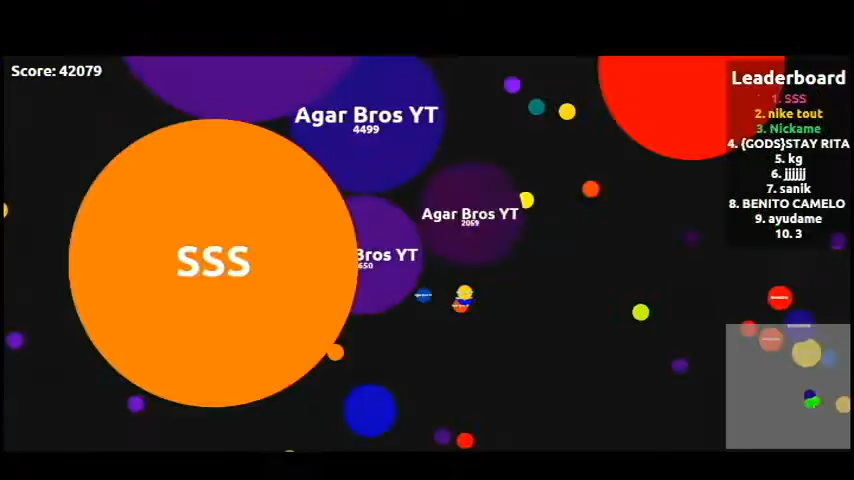 Score: 42079
Agar Bros YT
4499
Agar Bros YT
2069
SSS
Bros YT
650
Leaderboard
1. SSS
2. nike tout
3. Nickame
4. {GODS}STAY RITA
5. kg
6. jjjjjj
7. sanik
8. BENITO CAMELO
9. ayudame
10. 3